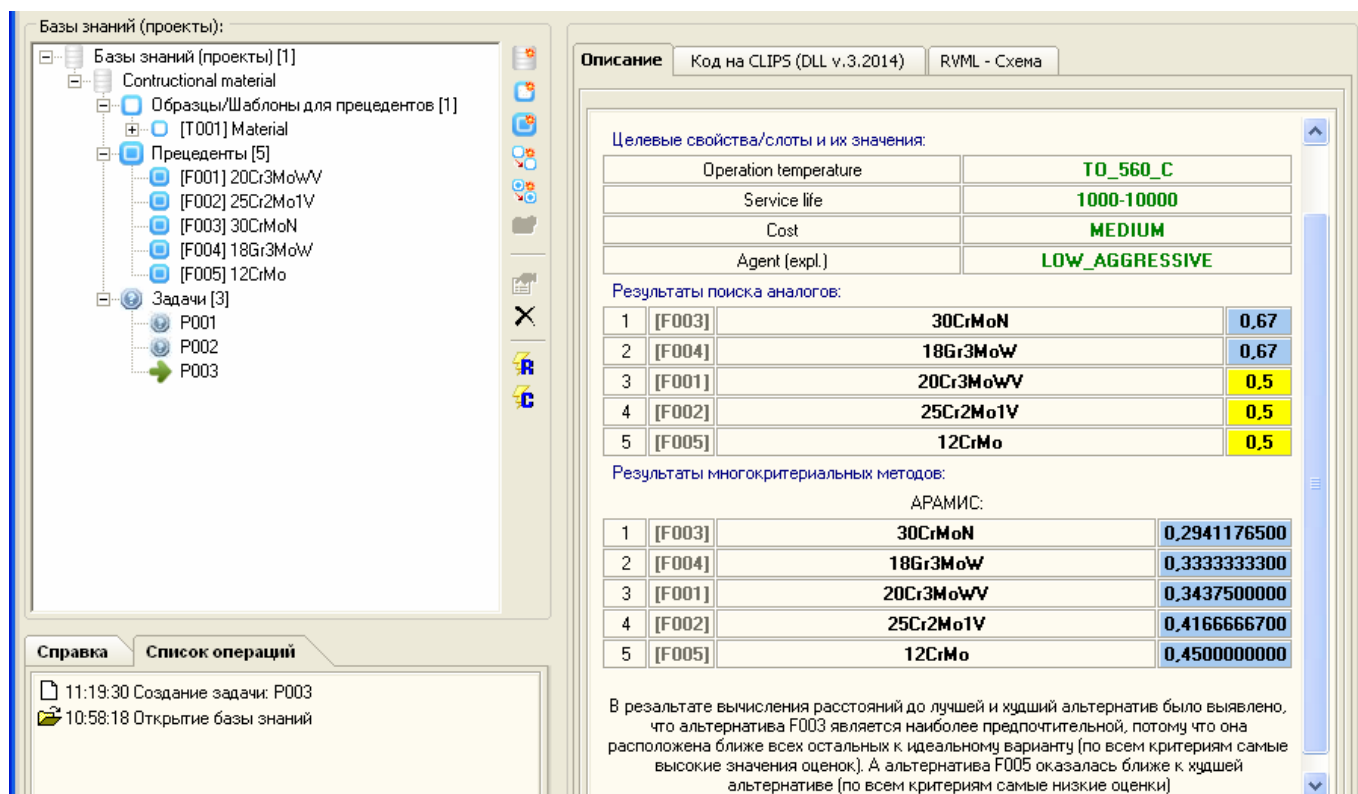 Базы знаний (проекты):
Базы знаний (проекты) [1]
Contructional material
Образцы/Шаблоны для прецедентов [1]
[T001] Material
Прецеденты [5]
[F001] 20Cr3MoWV
[F002] 25Cr2Mo1V
[F003] 30CrMoN
[F004] 18Gr3MoW
[F005] 12CrMo
Задачи [3]
P001
P002
P003
R
C
Справка Список операций
11:19:30 Создание задачи: P003
10:58:18 Открытие базы знаний
Описание Код на CLIPS (DLL v.3.2014) RVML - Схема
Целевые свойства/слоты и их значения:
Operation temperature TO_560_C
Service life 1000-10000
Cost MEDIUM
Agent (expl.) LOW_AGGRESSIVE
Результаты поиска аналогов:
1 [F003] 30CrMoN 0,67
2 [F004] 18Gr3MoW 0,67
3 [F001] 20Cr3MoWV 0,5
4 [F002] 25Cr2Mo1V 0,5
5 [F005] 12CrMo 0,5
Результаты многокритериальных методов:
АРАМИС:
1 [F003] 30CrMoN 0,2941176500
2 [F004] 18Gr3MoW 0,3333333300
3 [F001] 20Cr3MoWV 0,3437500000
4 [F002] 25Cr2Mo1V 0,4166666700
5 [F005] 12CrMo 0,4500000000
В резальтате вычисления расстояний до лучшей и худший альтернатив было выявлено,
что альтернатива F003 является наиболее предпочтительной, потому что она
расположена ближе всех остальных к идеальному варианту (по всем критериям самые
высокие значения оценок). А альтернатива F005 оказалась ближе к худшей
альтернативе (по всем критериям самые низкие оценки)